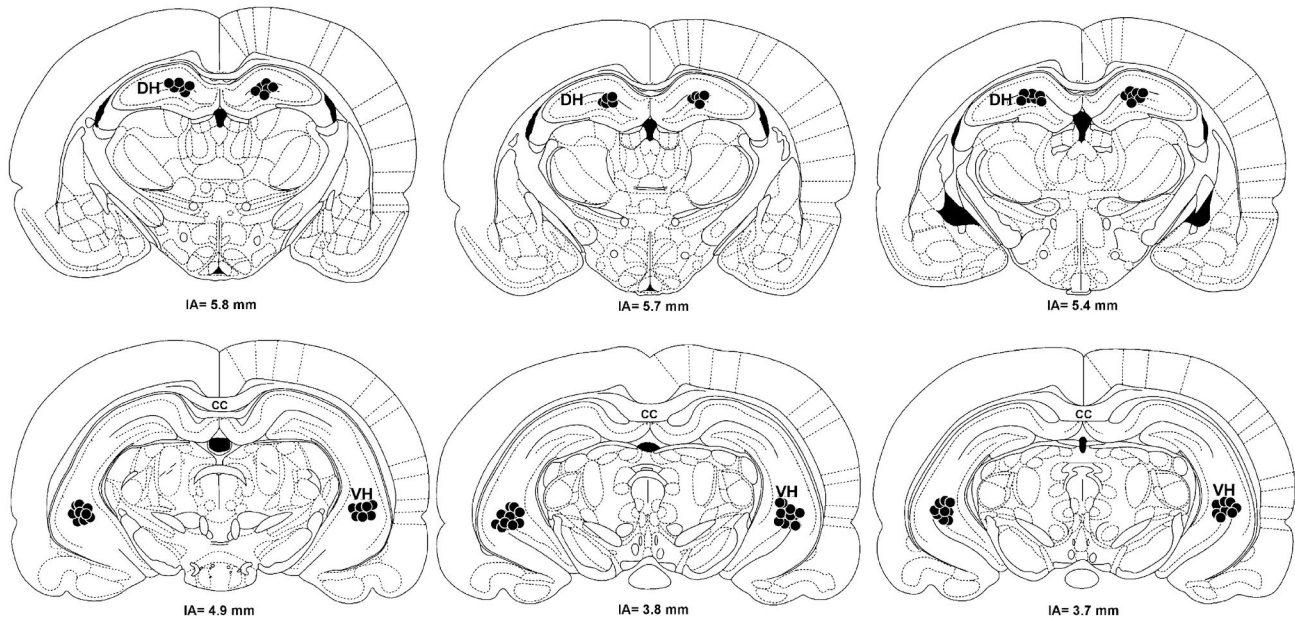 DH
IA= 5.8 mm
DH
IA= 5.7 mm
DH
IA= 5.4 mm
CC
VH
IA= 4.9 mm
CC
VH
IA= 3.8 mm
CC
VH
IA= 3.7 mm